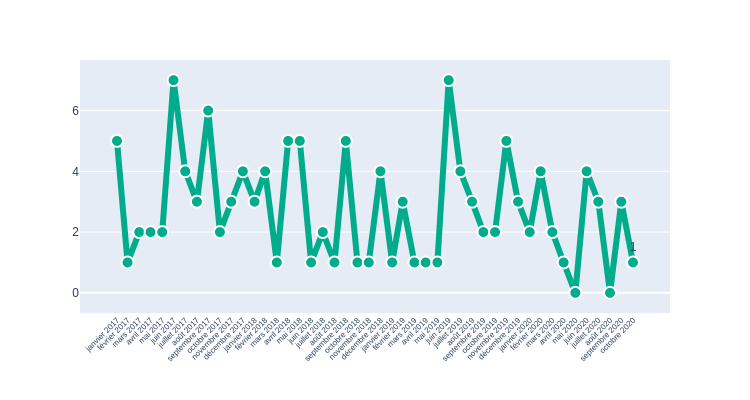 6
4
2
0
1
janvier 2017
février 2017
mars 2017
avril 2017
mai 2017
juin 2017
juillet 2017
août 2017
septembre 2017
octobre 2017
novembre 2017
décembre 2017
janvier 2018
février 2018
mars 2018
avril 2018
mai 2018
juin 2018
juillet 2018
août 2018
septembre 2018
octobre 2018
novembre 2018
décembre 2018
janvier 2019
février 2019
mars 2019
avril 2019
mai 2019
juin 2019
juillet 2019
août 2019
septembre 2019
octobre 2019
novembre 2019
décembre 2019
janvier 2020
février 2020
mars 2020
avril 2020
mai 2020
juin 2020
juillet 2020
août 2020
septembre 2020
octobre 2020